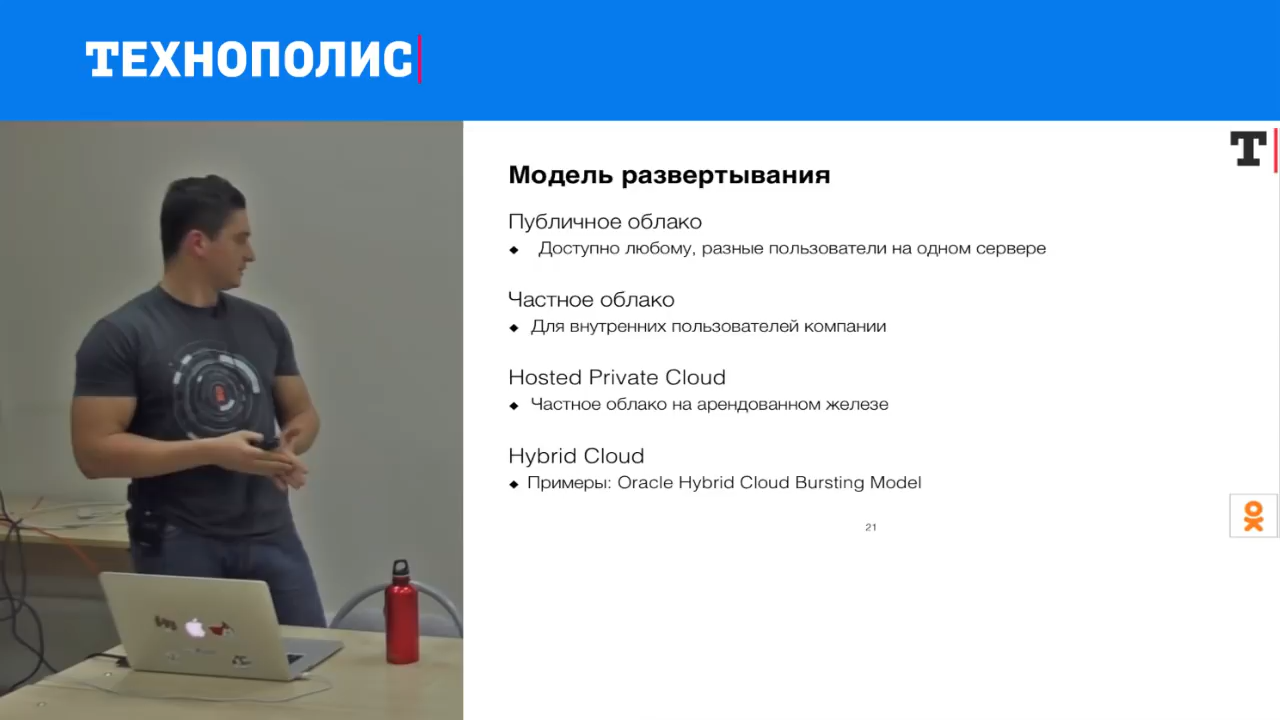 ТЕХНОПОЛИС
Т
Модель развертывания
Публичное облако
Доступно любому, разные пользователи на одном сервере
Частное облако
Для внутренних пользователей компании
Hosted Private Cloud
Частное облако на арендованном железе
Hybrid Cloud
Примеры: Oracle Hybrid Cloud Bursting Model
21